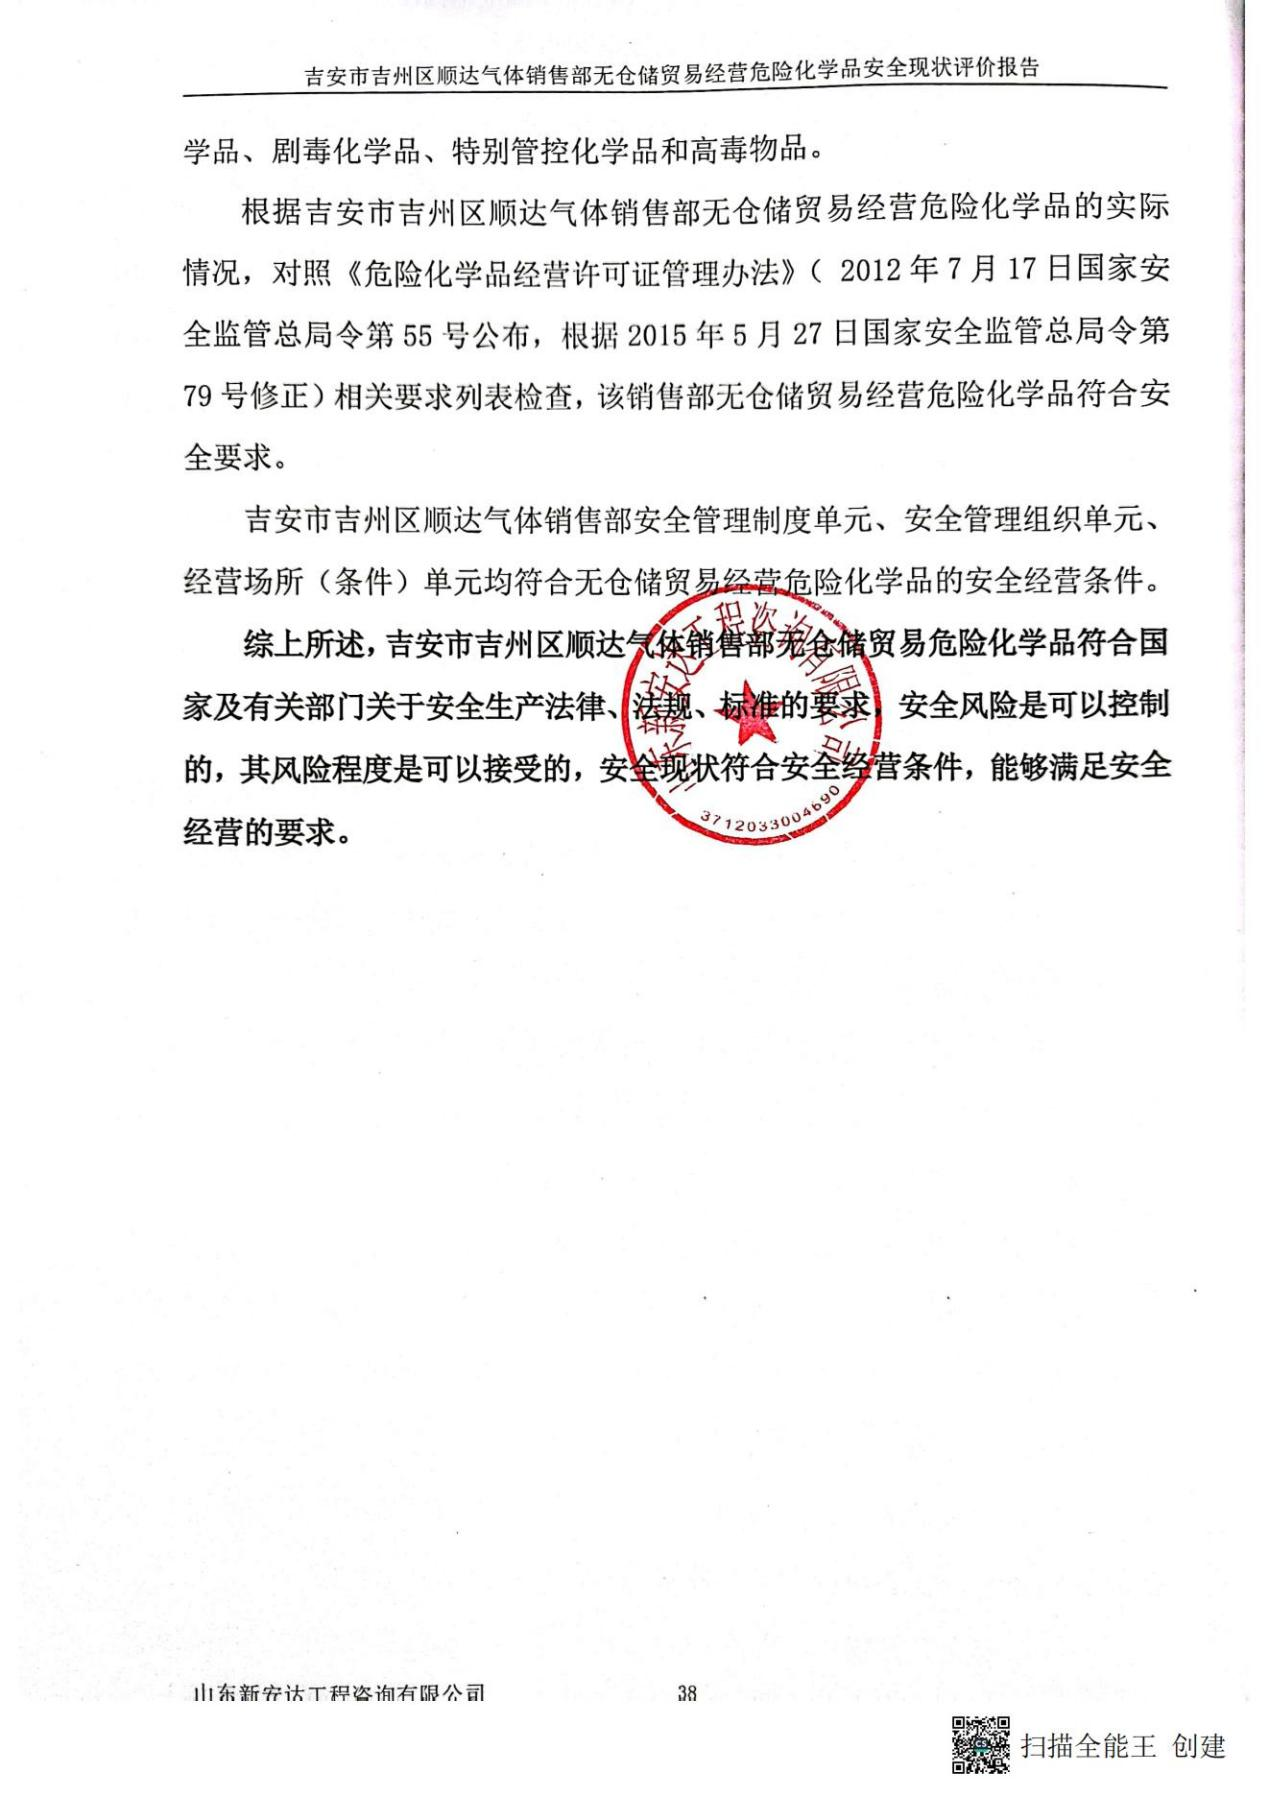 吉安市吉州区顺达气体销售部无仓储贸易经营危险化学品安全现状评价报告
学品、剧毒化学品、特别管控化学品和高毒物品。
根据吉安市吉州区顺达气体销售部无仓储贸易经营危险化学品的实际
情况，对照《危险化学品经营许可证管理办法》（ 2012 年 7 月 17 日国家安
全监管总局令第 55 号公布，根据 2015 年 5 月 27 日国家安全监管总局令第
79 号修正）相关要求列表检查，该销售部无仓储贸易经营危险化学品符合安
全要求。
吉安市吉州区顺达气体销售部安全管理制度单元、安全管理组织单元、
经营场所（条件）单元均符合无仓储贸易经营危险化学品的安全经营条件。
综上所述，吉安市吉州区顺达气体销售部无仓储贸易危险化学品符合国
家及有关部门关于安全生产法律、法规、标准的要求，安全风险是可以控制
的，其风险程度是可以接受的，安全现状符合安全经营条件，能够满足安全
经营的要求。
山东新安达工程咨询有限公司
3712033004690
山东新安达工程咨询有限公司 38
扫描全能王 创建